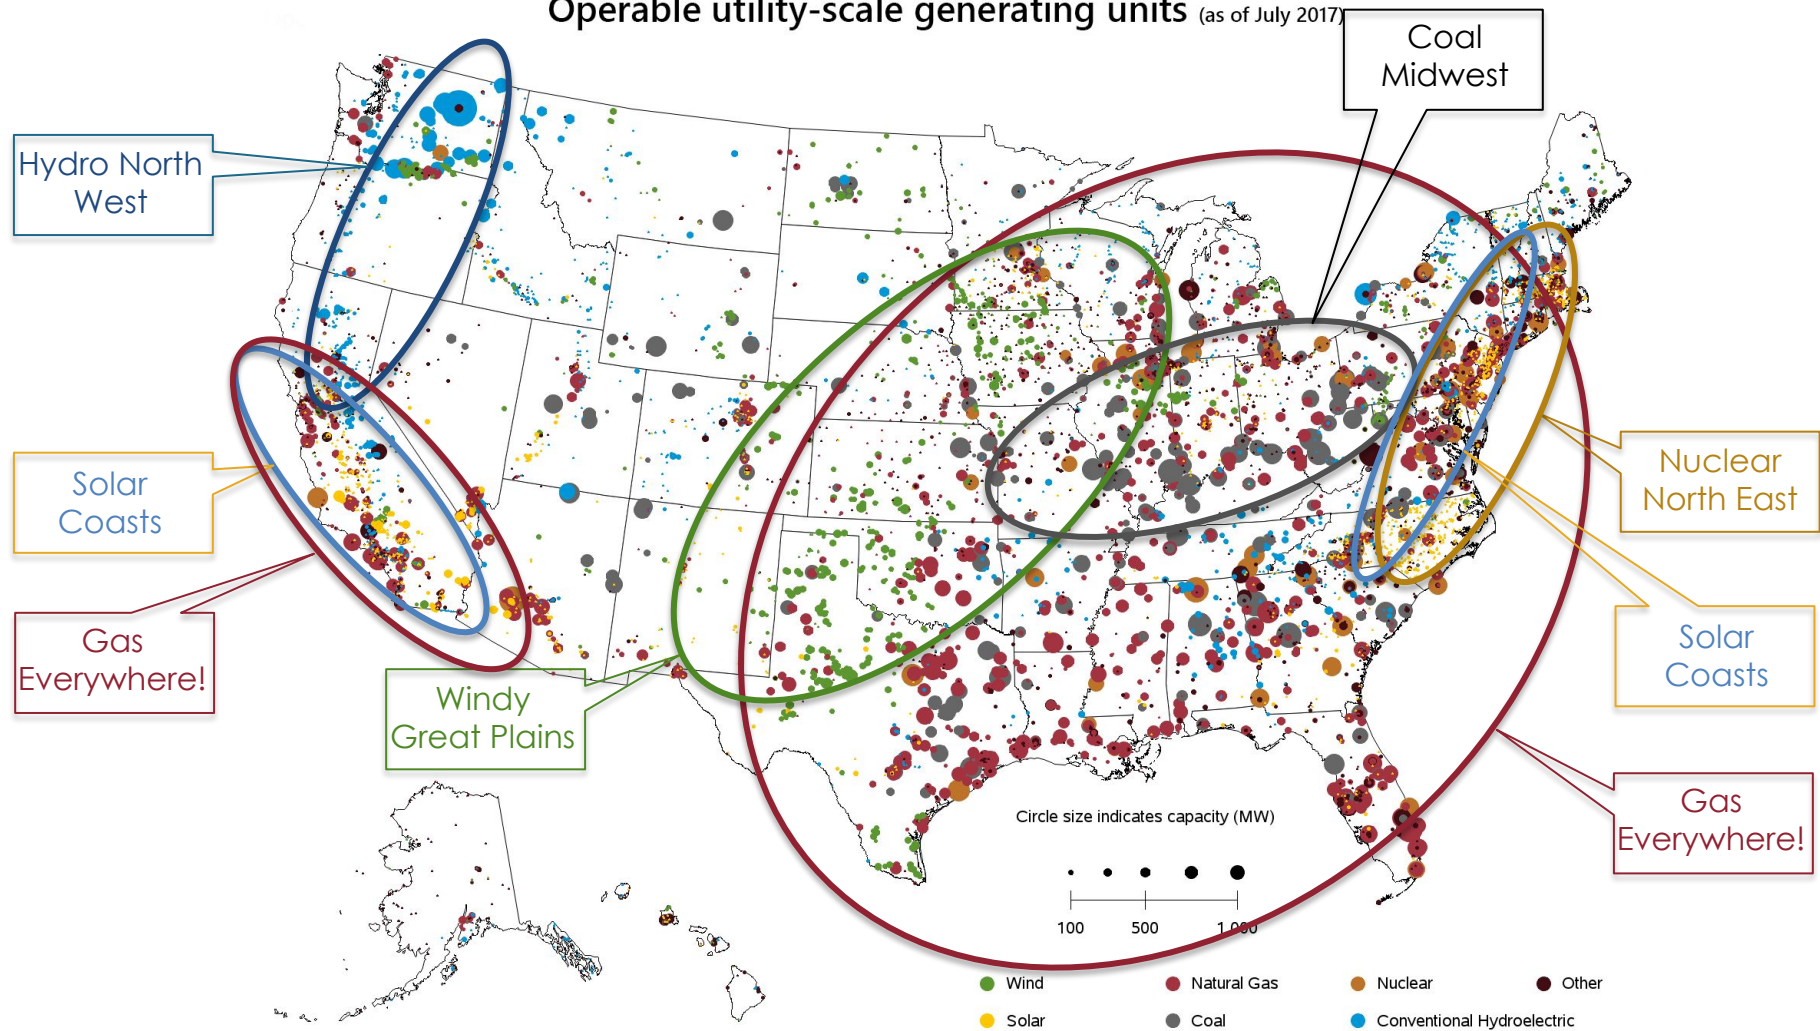 Operable utility-scale generating units (as of July 2017)
Coal
Midwest
Hydro North
West
Solar
Coasts
Gas
Everywhere!
Windy
Great Plains
Nuclear
North East
Solar
Coasts
Gas
Everywhere!
Circle size indicates capacity (MW)
100 500 1,000
Wind Natural Gas Nuclear Other
Solar Coal Conventional Hydroelectric